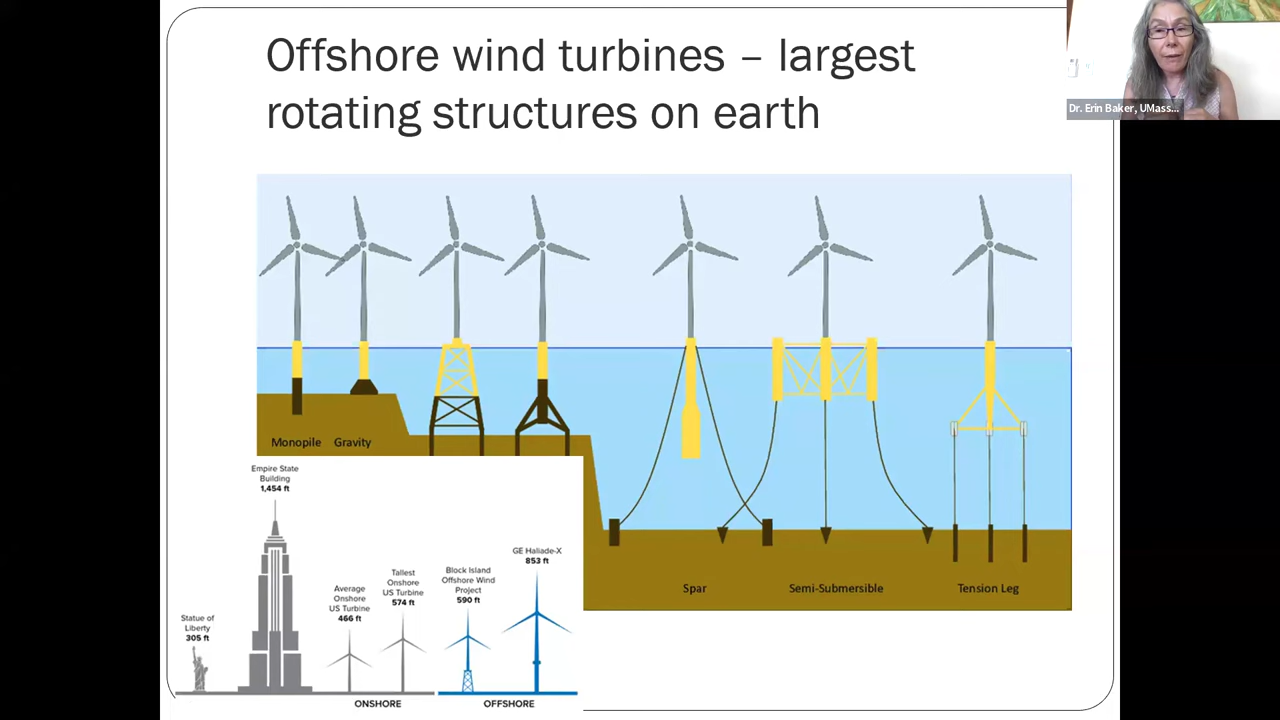 Offshore wind turbines – largest
rotating structures on earth
Dr. Erin Baker, UMass...
Monopile Gravity
Spar Semi-Submersible Tension Leg
Empire State
Building
1,454 ft
Statue of
Liberty
305 ft
Average
Onshore
US Turbine
466 ft
Tallest
Onshore
US Turbine
574 ft
Block Island
Offshore Wind
Project
590 ft
GE Haliade-X
853 ft
ONSHORE OFFSHORE